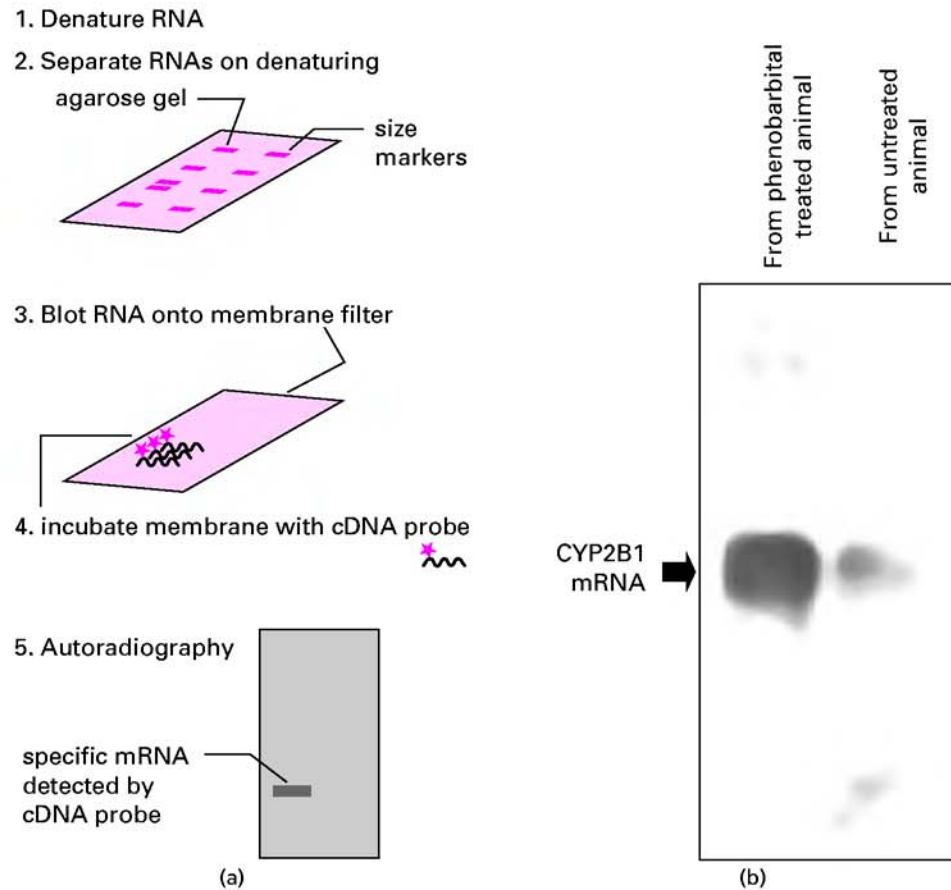 1. Denature RNA
2. Separate RNAs on denaturing
agarose gel
size
markers
3. Blot RNA onto membrane filter
4. incubate membrane with cDNA probe
5. Autoradiography
specific mRNA
detected by
cDNA probe
(a)
From phenobarbital
treated animal
From untreated
animal
CYP2B1
mRNA
(b)